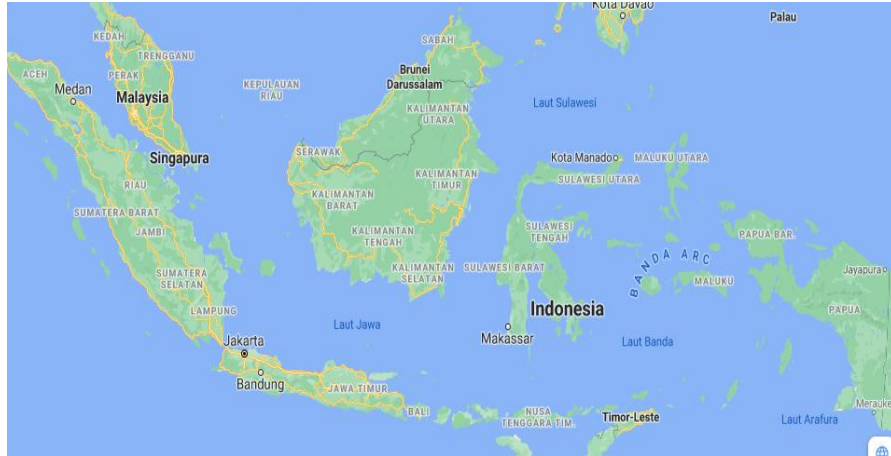 Kota Davao
Palau
KEDAH
TRENGGANU
SABAH
ACEH
PERAK
Brunei
Darussalam
Medan
KEPULAUAN
RIAU
Malaysia
Laut Sulawesi
KALIMANTAN
UTARA
SERAWAK
Singapura
Kota Manado
MALUKU UTARA
RIAU
KALIMANTAN
TIMUR
SULAWESI UTARA
KALIMANTAN
BARAT
SUMATERA BARAT
JAMBI
SULAWESI
TENGAH
PAPUA BAR.
KALIMANTAN
TENGAH
BANDA ARC
SUMATERA
SELATAN
KALIMANTAN
SELATAN
SULAWESI BARAT
Jayapura
MALUKU
LAMPUNG
Indonesia
PAPUA
Laut Jawa
Jakarta
Makassar
Laut Banda
Bandung
JAWA TIMUR
BALI
NUSA
TENGGARA TIM.
Timor-Leste
Merauke
Laut Arafura